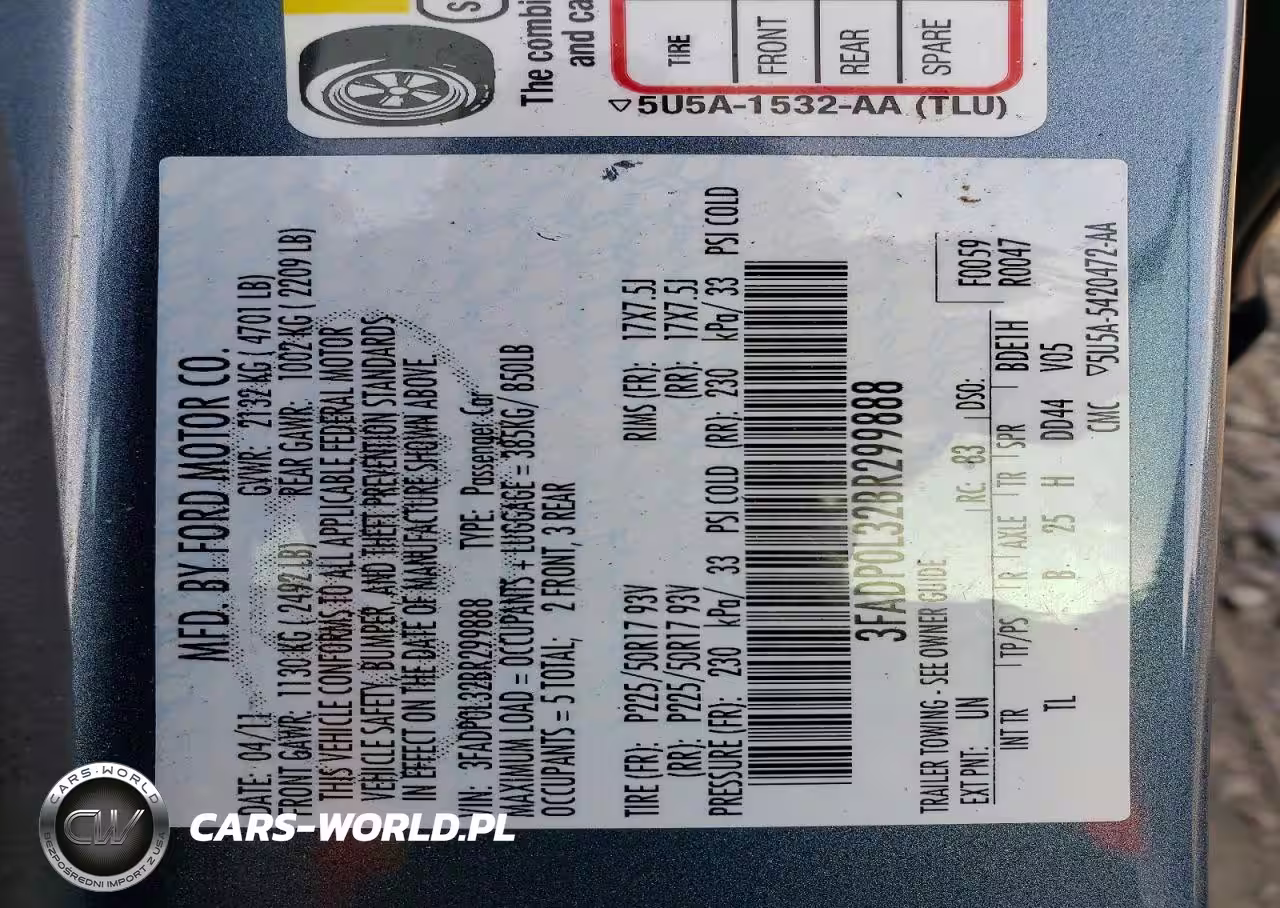 The combi
and ca
TIRE
FRONT
REAR
SPARE
5U5A-1532-AA (TLU)
MFD. BY FORD MOTOR CO.
DATE: 04/11 GVWR: 2132 KG ( 4701 LB)
FRONT GAWR: 1130 KG ( 2492 LB) REAR GAWR: 1002 KG ( 2209 LB)
THIS VEHICLE CONFORMS TO ALL APPLICABLE FEDERAL MOTOR
VEHICLE SAFETY, BUMPER, AND THEFT PREVENTION STANDARDS
IN EFFECT ON THE DATE OF MANUFACTURE SHOWN ABOVE.
VIN: 3FADP0L32BR299888 TYPE: Passenger Car
MAXIMUM LOAD = OCCUPANTS + LUGGAGE = 385KG/ 850LB
OCCUPANTS = 5 TOTAL; 2 FRONT, 3 REAR
TIRE (FR): P225/50R17 93V RIMS (FR): 17X7.5J
(RR): P225/50R17 93V (RR): 17X7.5J
PRESSURE (FR): 230 kPa/ 33 PSI COLD (RR): 230 kPa/ 33 PSI COLD
3FADP0L32BR299888
TRAILER TOWING - SEE OWNER GUIDE
EXT PNT: UN RC: 83 DSO: F0059
INT TR TP/PS R AXLE TR SPR BDE1H R0047
TL B 25 H DD44 V05
CMC 5U5A-5420472-AA
CARS-WORLD
CW
BEZPOŚREDNI IMPORT Z USA
CARS-WORLD.PL